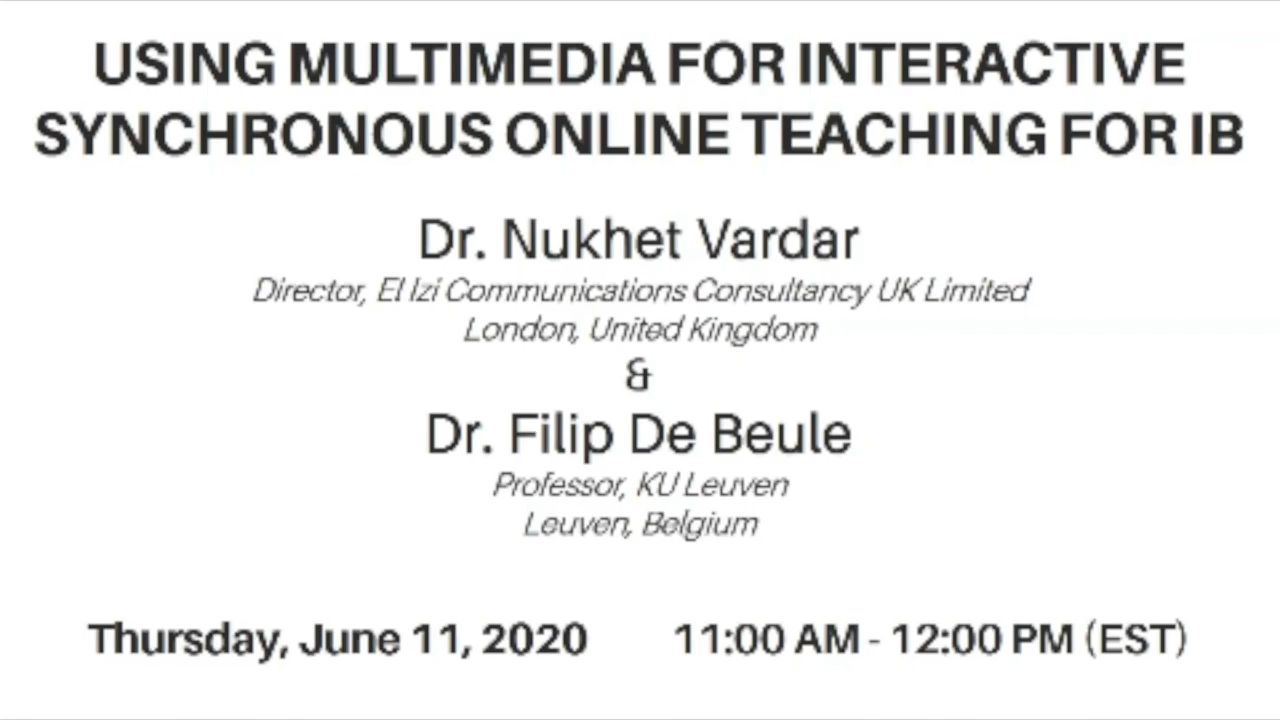 USING MULTIMEDIA FOR INTERACTIVE
SYNCHRONOUS ONLINE TEACHING FOR IB
Dr. Nukhet Vardar
Director, El Izi Communications Consultancy UK Limited
London, United Kingdom
&
Dr. Filip De Beule
Professor, KU Leuven
Leuven, Belgium
Thursday, June 11, 2020 11:00 AM - 12:00 PM (EST)